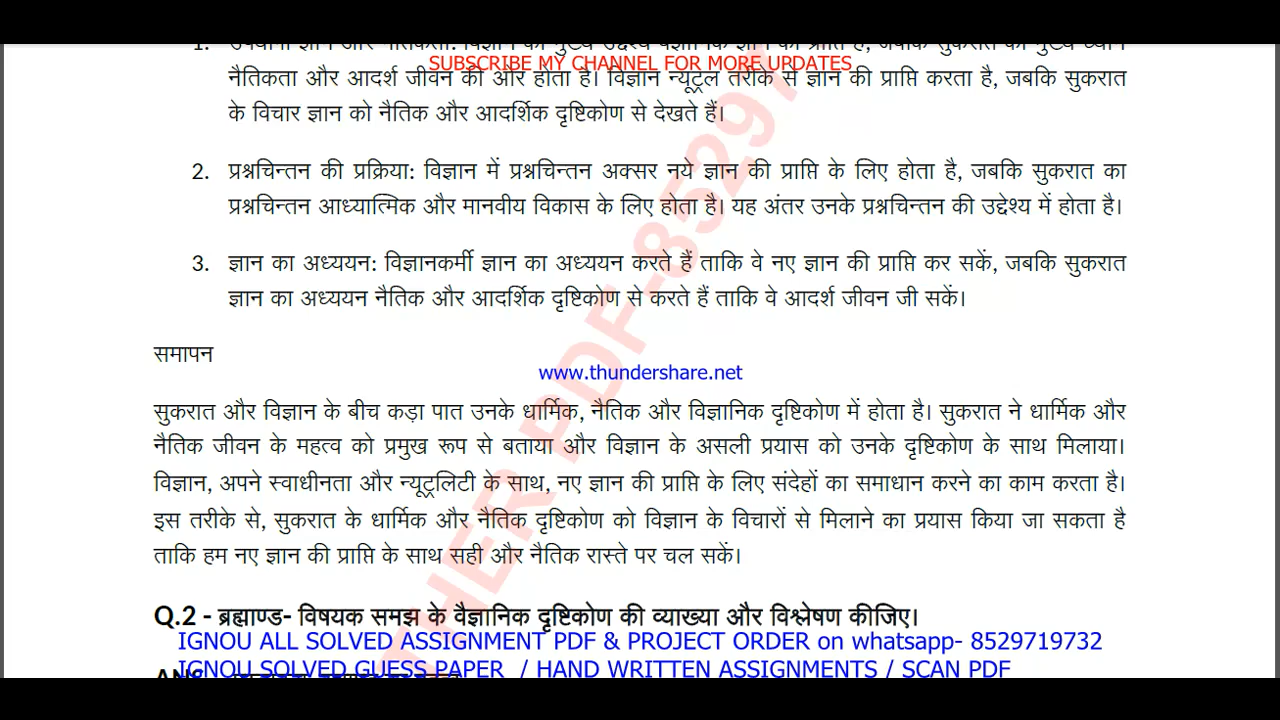 SUBSCRIBE MY CHANNEL FOR MORE UPDATES
नैतिकता और आदर्श जीवन की ओर होता है। विज्ञान न्यूट्रल तरीके से ज्ञान की प्राप्ति करता है, जबकि सुकरात
के विचार ज्ञान को नैतिक और आदर्शिक दृष्टिकोण से देखते हैं।
2. प्रश्नचिन्तन की प्रक्रिया: विज्ञान में प्रश्नचिन्तन अक्सर नये ज्ञान की प्राप्ति के लिए होता है, जबकि सुकरात का
प्रश्नचिन्तन आध्यात्मिक और मानवीय विकास के लिए होता है। यह अंतर उनके प्रश्नचिन्तन की उद्देश्य में होता है।
3. ज्ञान का अध्ययन: विज्ञानकर्मी ज्ञान का अध्ययन करते हैं ताकि वे नए ज्ञान की प्राप्ति कर सकें, जबकि सुकरात
ज्ञान का अध्ययन नैतिक और आदर्शिक दृष्टिकोण से करते हैं ताकि वे आदर्श जीवन जी सकें।
समापन
www.thundershare.net
सुकरात और विज्ञान के बीच कड़ा पात उनके धार्मिक, नैतिक और विज्ञानिक दृष्टिकोण में होता है। सुकरात ने धार्मिक और
नैतिक जीवन के महत्व को प्रमुख रूप से बताया और विज्ञान के असली प्रयास को उनके दृष्टिकोण के साथ मिलाया।
विज्ञान, अपने स्वाधीनता और न्यूट्रलिटी के साथ, नए ज्ञान की प्राप्ति के लिए संदेहों का समाधान करने का काम करता है।
इस तरीके से, सुकरात के धार्मिक और नैतिक दृष्टिकोण को विज्ञान के विचारों से मिलाने का प्रयास किया जा सकता है
ताकि हम नए ज्ञान की प्राप्ति के साथ सही और नैतिक रास्ते पर चल सकें।
Q.2 - ब्रह्माण्ड- विषयक समझ के वैज्ञानिक दृष्टिकोण की व्याख्या और विश्लेषण कीजिए।
IGNOU ALL SOLVED ASSIGNMENT PDF & PROJECT ORDER on whatsapp- 8529719732
IGNOU SOLVED GUESS PAPER / HAND WRITTEN ASSIGNMENTS / SCAN PDF
THER PDF-85297